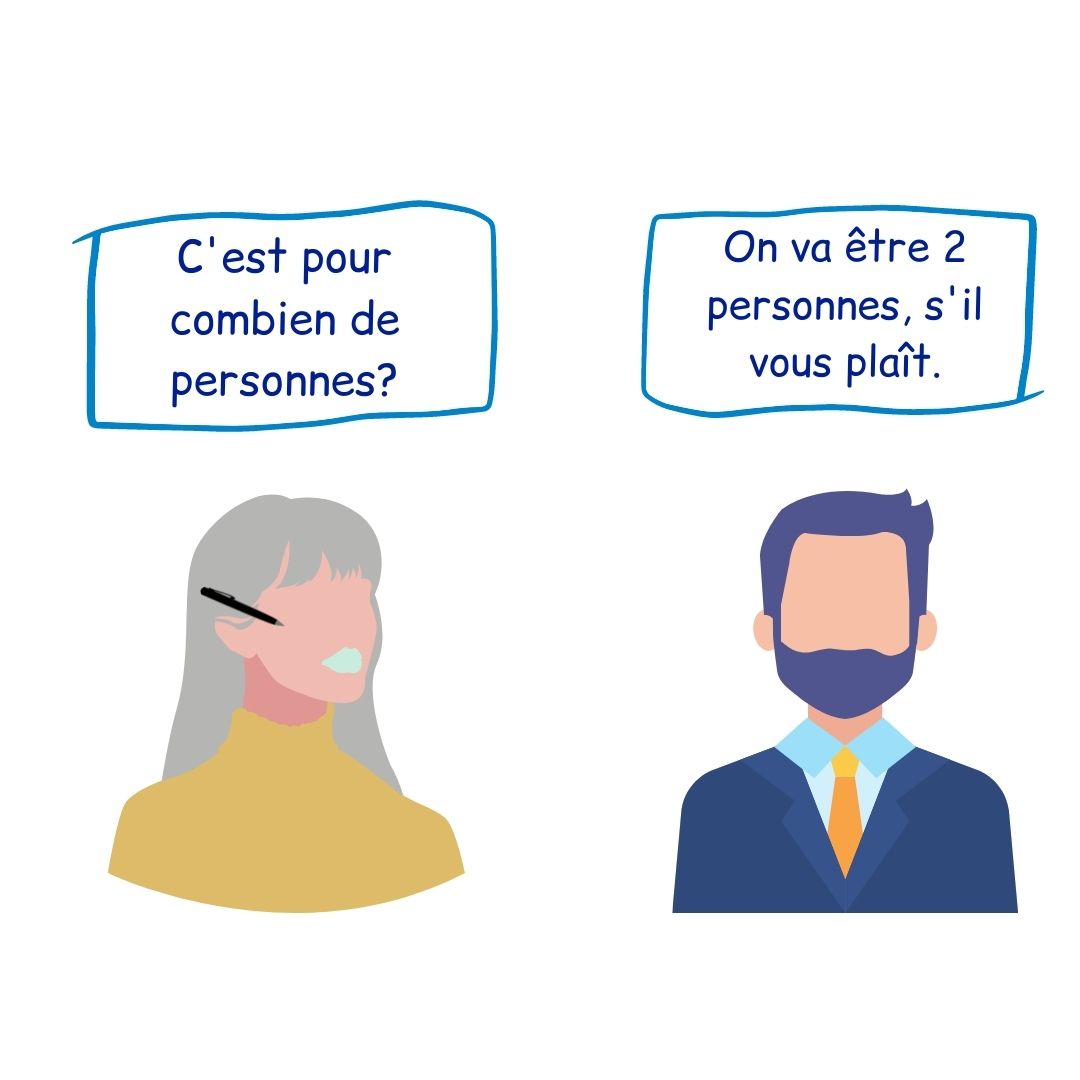 C'est pour
combien de
personnes?
On va être 2
personnes, s'il
vous plaît.